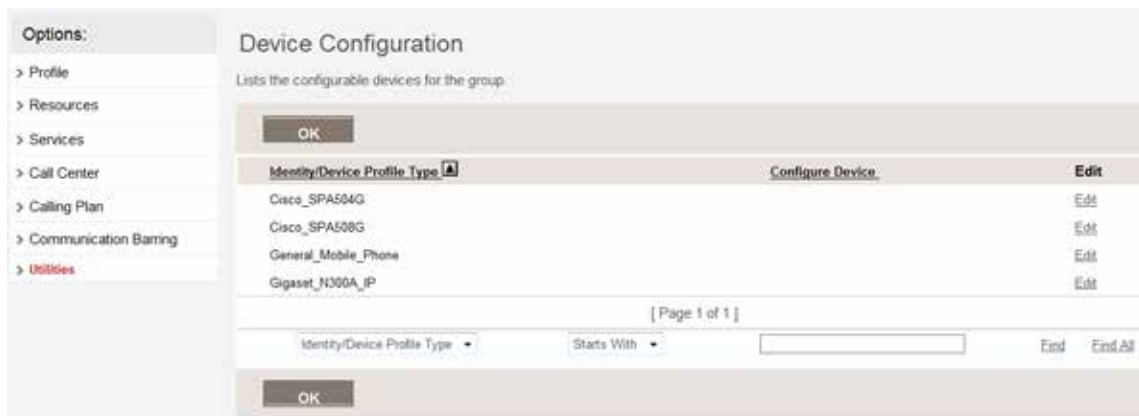 Options:
> Profile
> Resources
> Services
> Call Center
> Calling Plan
> Communication Barring
> Utilities
Device Configuration
Lists the configurable devices for the group
OK
Identity/Device Profile Type Configure Device Edit
Cisco_SPA504G Edit
Cisco_SPA508G Edit
General_Mobile_Phone Edit
Gigaset_N300A_IP Edit
[ Page 1 of 1 ]
Identity/Device Profile Type Starts With Find Find All
OK